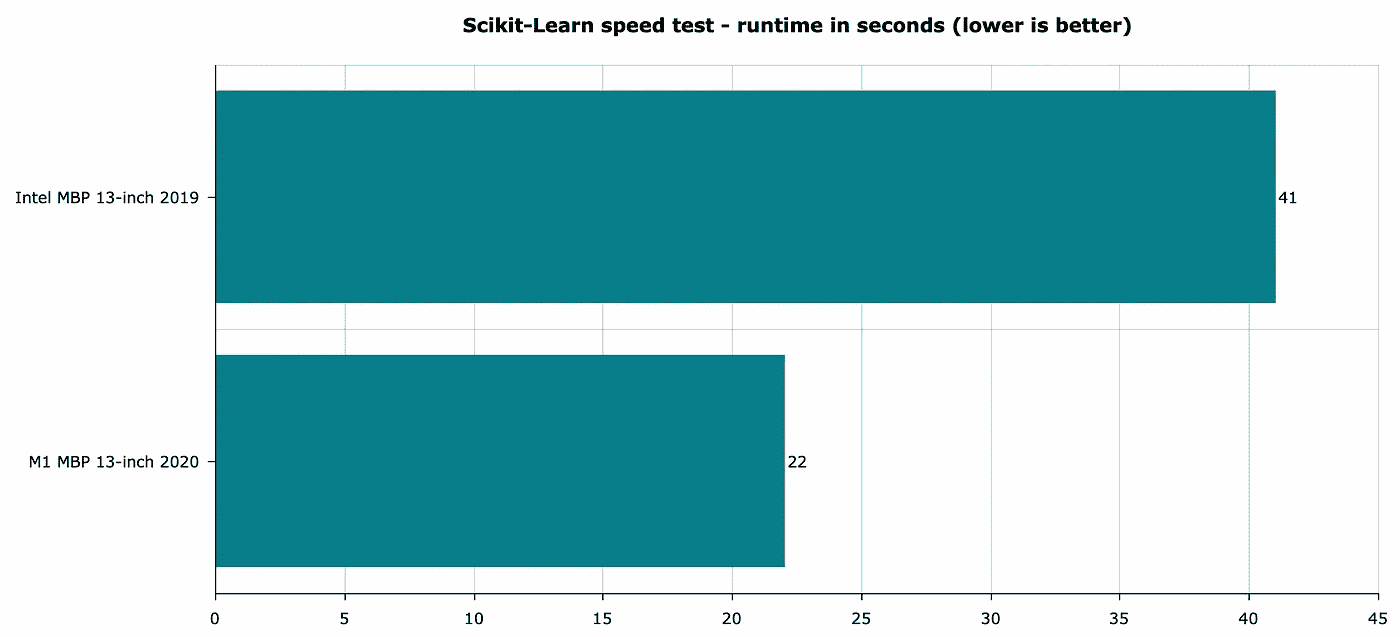 Scikit-Learn speed test - runtime in seconds (lower is better)
Intel MBP 13-inch 2019
41
M1 MBP 13-inch 2020
22
0 5 10 15 20 25 30 35 40 45